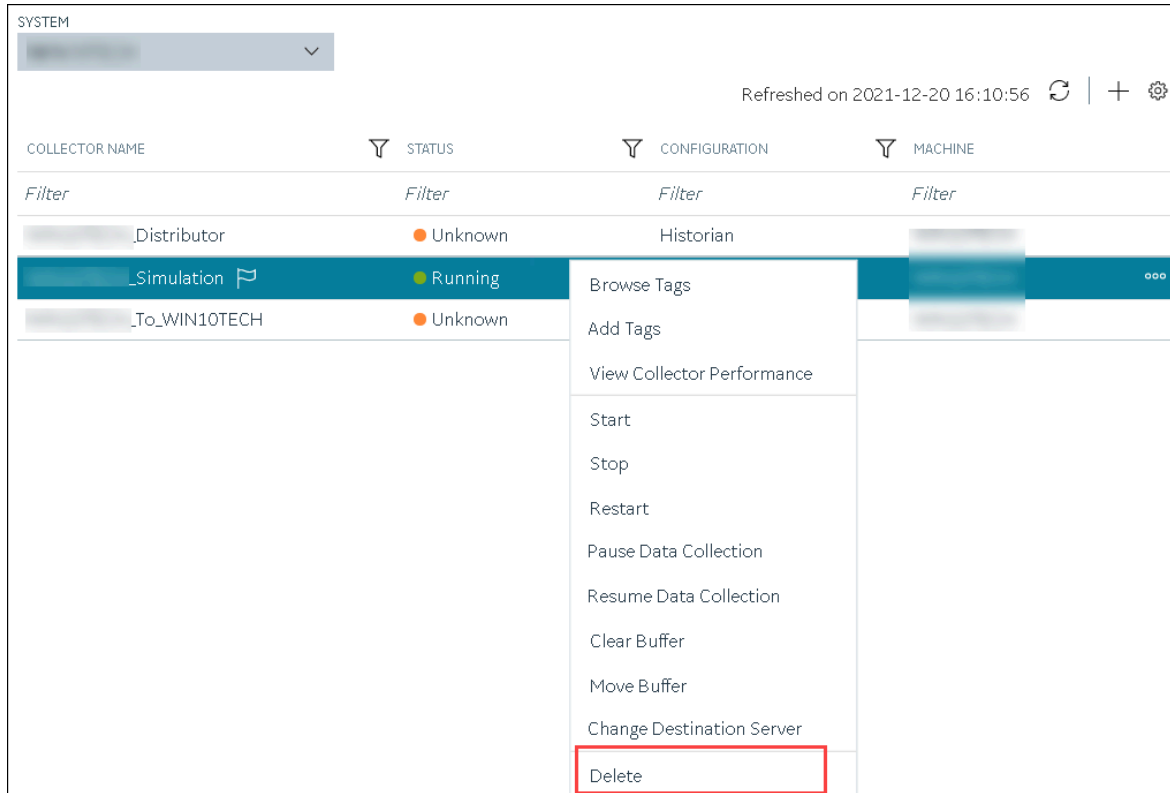 SYSTEM
Refreshed on 2021-12-20 16:10:56
COLLECTOR NAME STATUS CONFIGURATION MACHINE
Filter Filter Filter Filter
_Distributor Unknown Historian
_Simulation Running
_To_WIN10TECH Unknown
Browse Tags
Add Tags
View Collector Performance
Start
Stop
Restart
Pause Data Collection
Resume Data Collection
Clear Buffer
Move Buffer
Change Destination Server
Delete